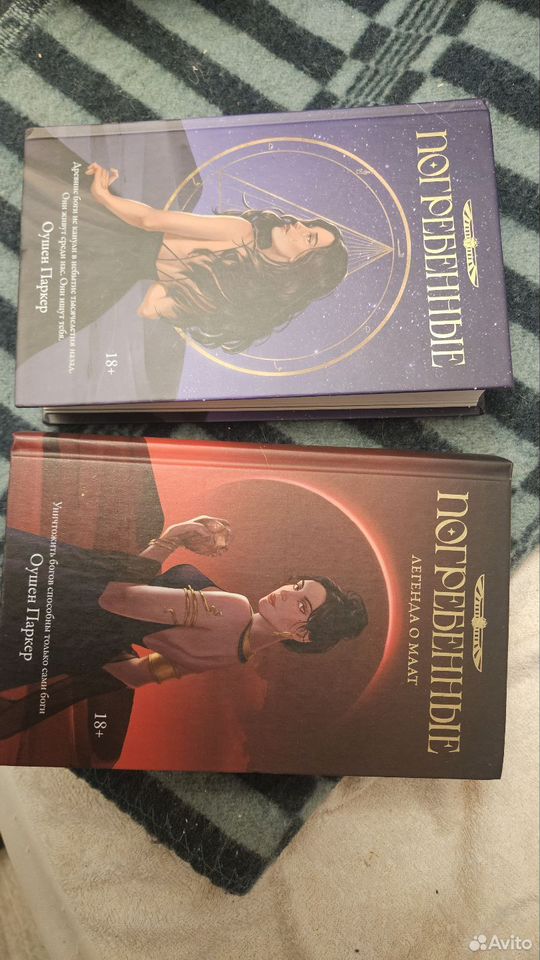 ПОГРЕБЕННЫЕ
Древние боги не канули в небытие тысячелетия назад.
Они живут среди нас. Они ищут тебя.
Оушен Паркер
18+
ПОГРЕБЕННЫЕ
ЛЕГЕНДА О МААТ
Уничтожить богов способны только сами боги
Оушен Паркер
18+
Avito